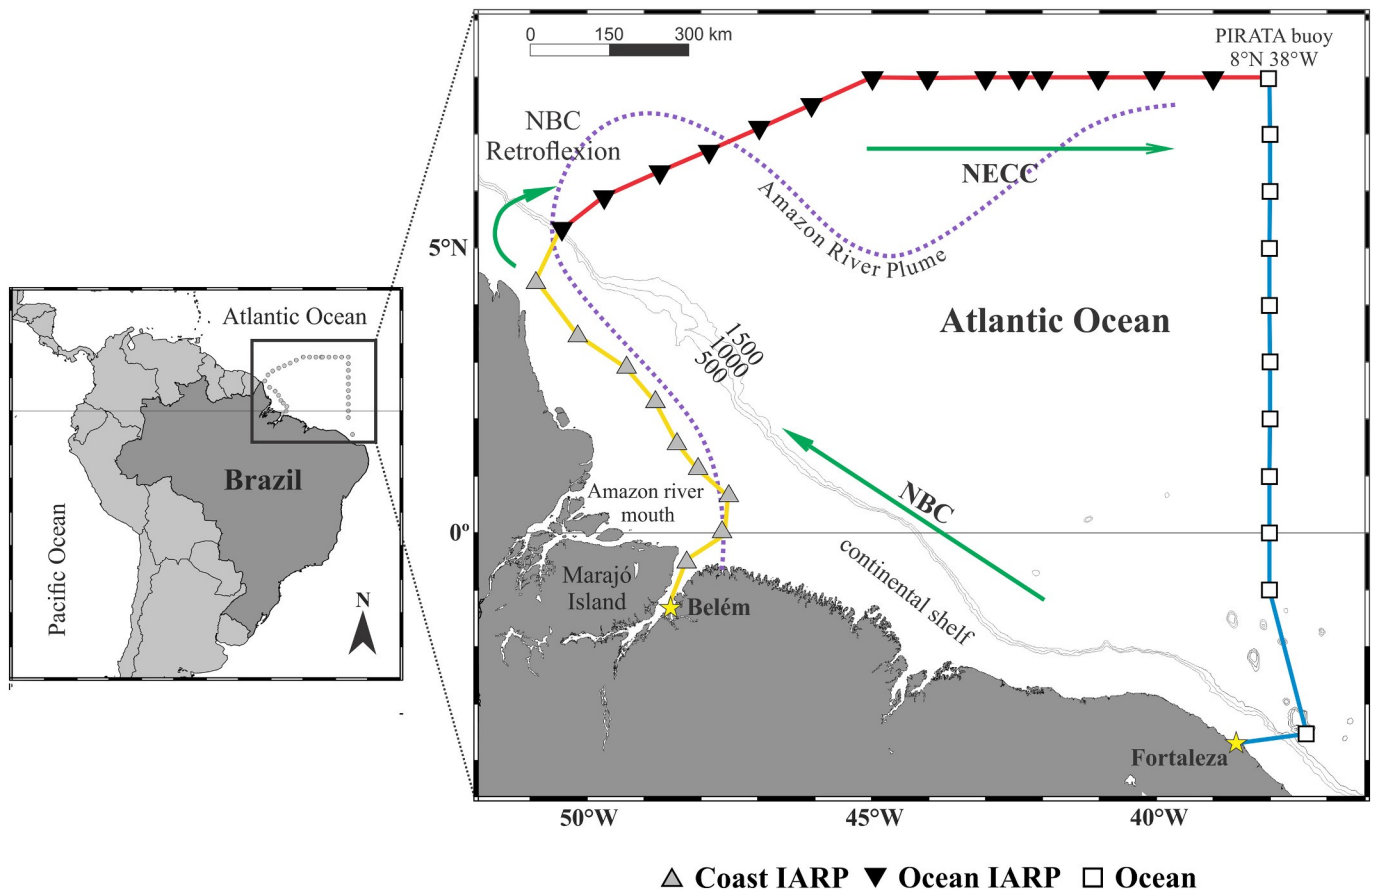 Atlantic Ocean
Brazil
Pacific Ocean
N
0 150 300 km
PIRATA buoy
8°N 38°W
NBC
Retroflexion
NECC
Amazon River Plume
5°N
Atlantic Ocean
1500
1000
500
NBC
Amazon river
mouth
0°
continental shelf
Marajó
Island
Belém
Fortaleza
50°W 45°W 40°W
Coast IARP Ocean IARP Ocean